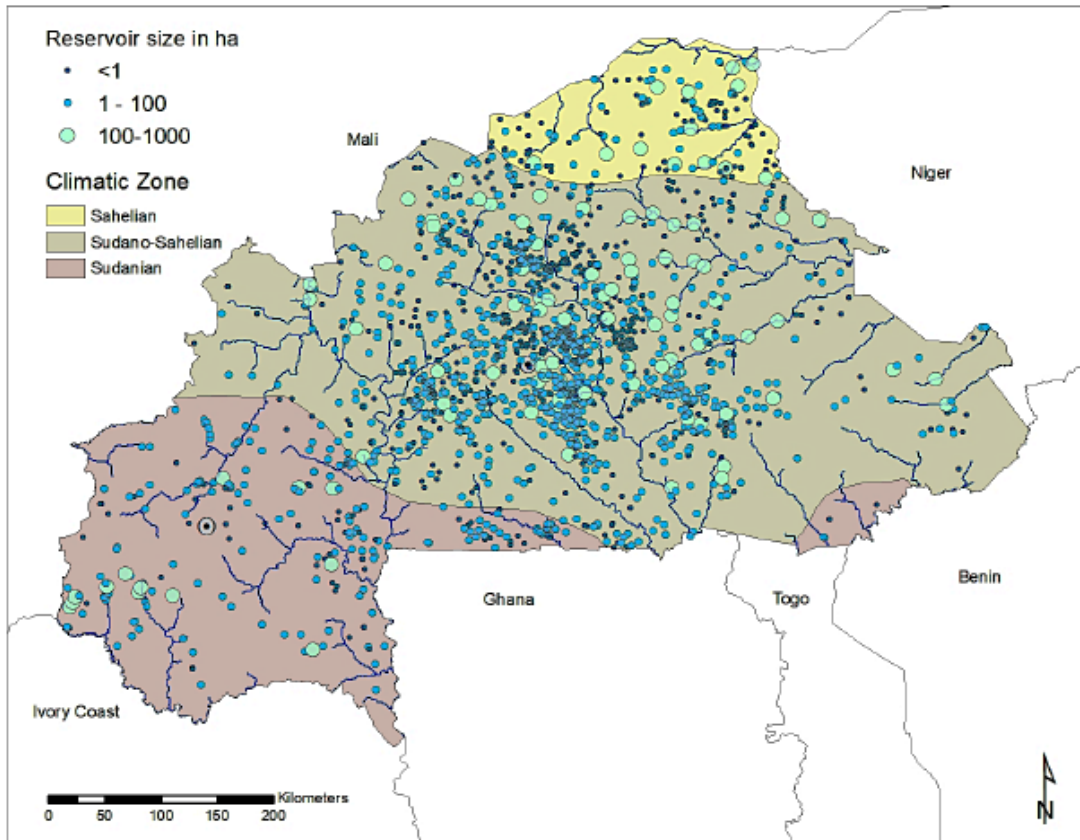 Reservoir size in ha
<1
1 - 100
100-1000
Climatic Zone
Sahelian
Sudano-Sahelian
Sudanian
Mali
Niger
Ghana
Togo
Benin
Ivory Coast
Kilometers
0 50 100 150 200
N